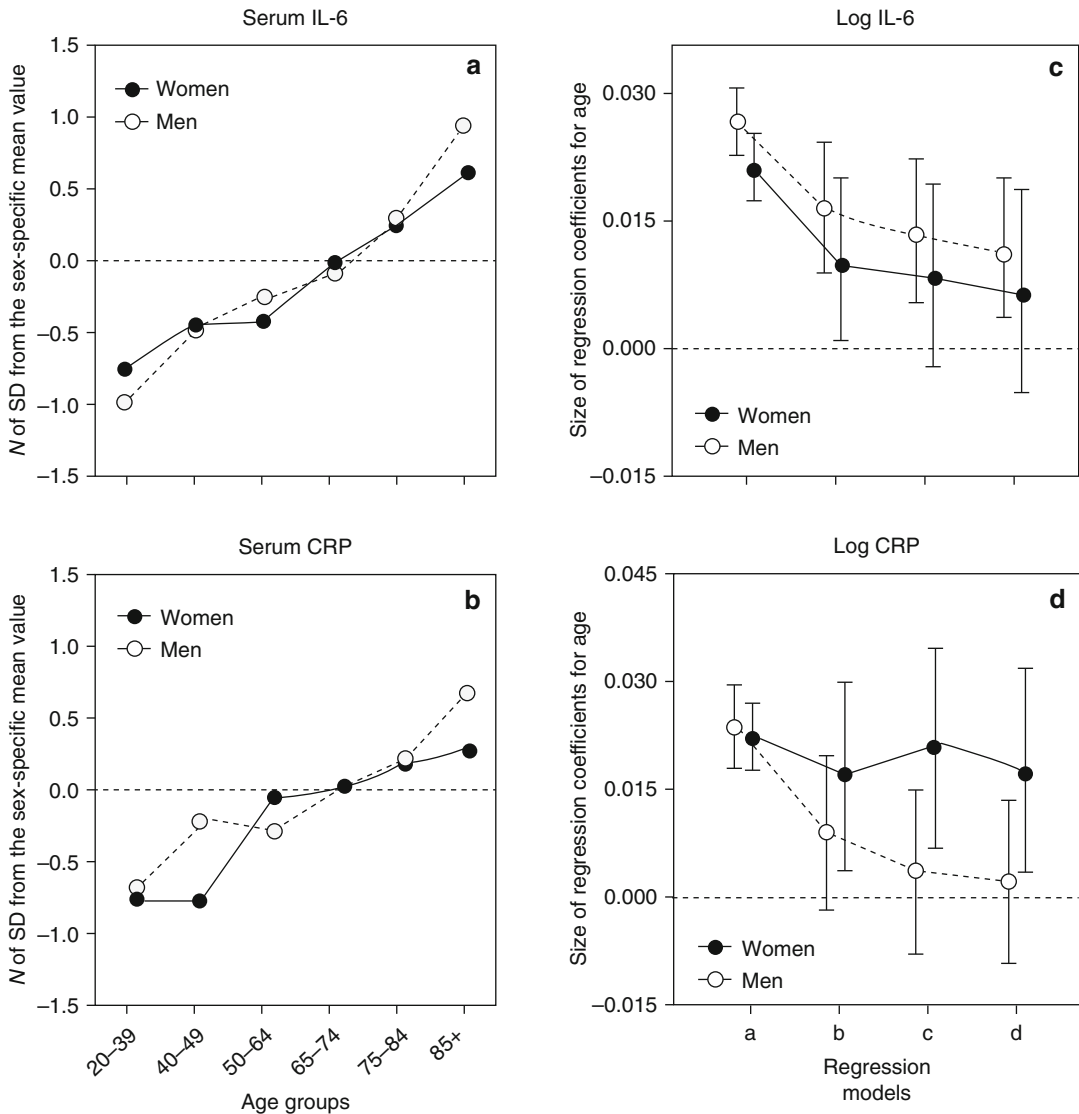 Serum IL-6
a
Women
Men
N of SD from the sex-specific mean value
1.5
1.0
0.5
0.0
−0.5
−1.0
−1.5
Log IL-6
c
Size of regression coefficients for age
0.030
0.015
0.000
−0.015
Women
Men
Serum CRP
b
Women
Men
N of SD from the sex-specific mean value
1.5
1.0
0.5
0.0
−0.5
−1.0
−1.5
20–39
40–49
50–64
65–74
75–84
85+
Age groups
Log CRP
d
Size of regression coefficients for age
0.045
0.030
0.015
0.000
−0.015
Women
Men
a
b
c
d
Regression
models